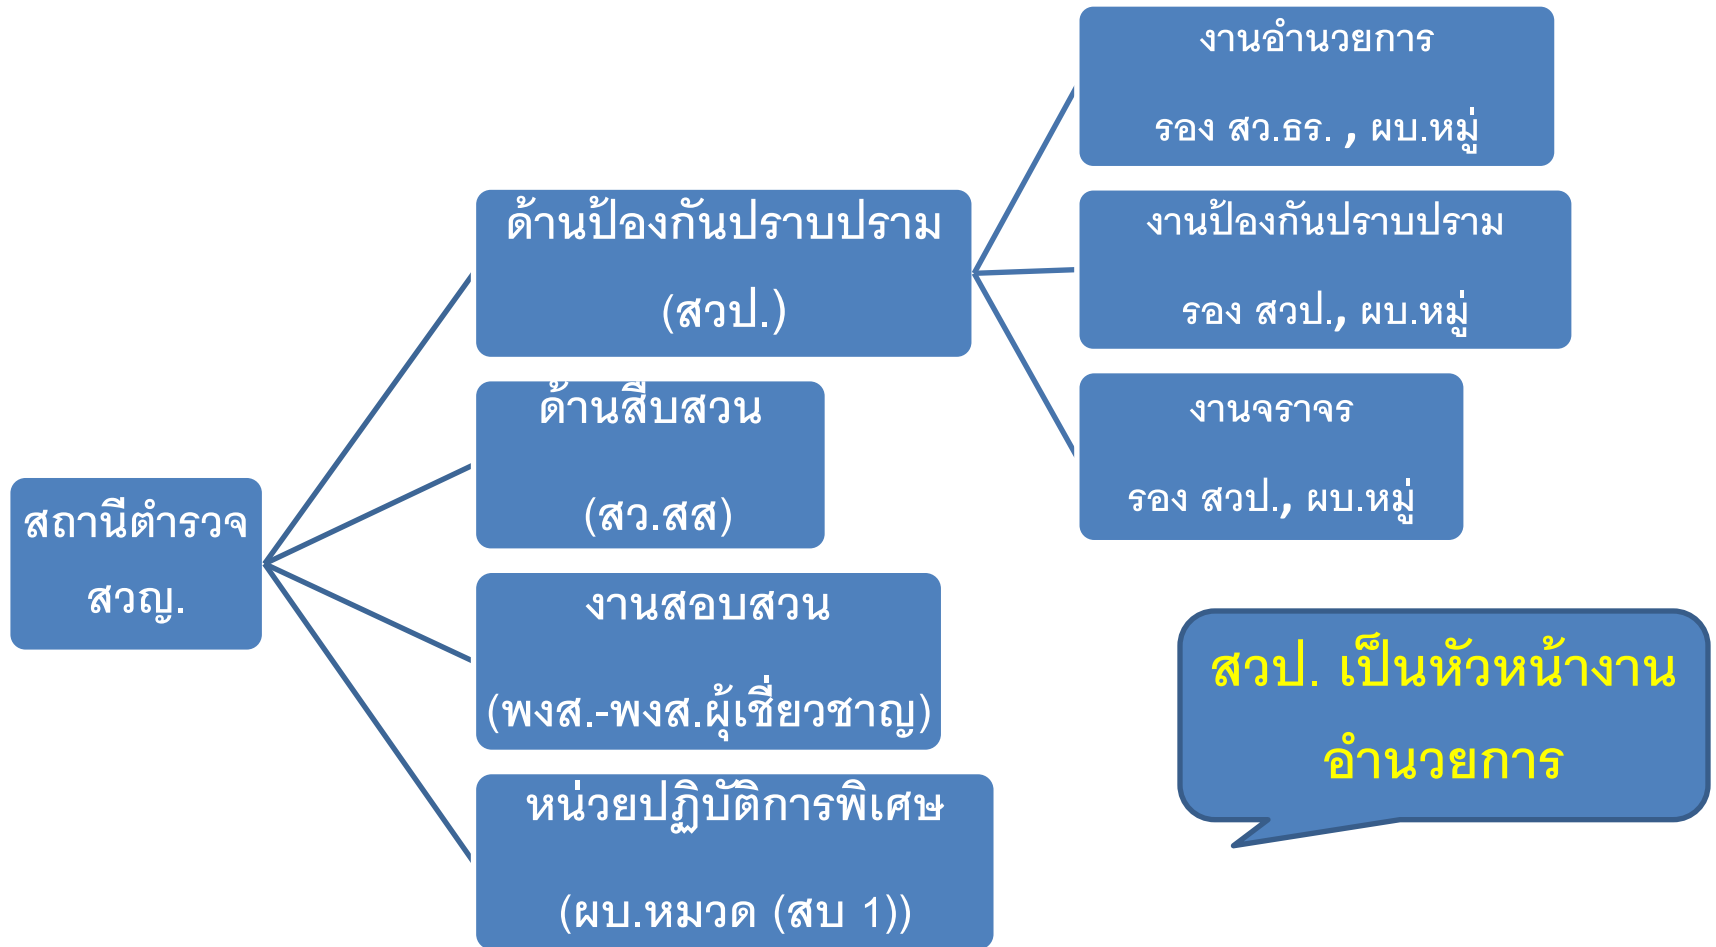 สถานีตำรวจ
สวญ.
ด้านป้องกันปราบปราม
(สวป.)
ด้านสืบสวน
(สว.สส)
งานสอบสวน
(พงส.-พงส.ผุ้เชี่ยวชาญ)
หน่วยปฏิบัติการพิเศษ
(ผบ.หมวด (สบ 1))
งานอำนวยการ
รอง สว.ธร. , ผบ.หมู่
งานป้องกันปราบปราม
รอง สวป., ผบ.หมู่
งานจราจร
รอง สวป., ผบ.หมู่
สวป. เป็นหัวหน้างาน
อำนวยการ